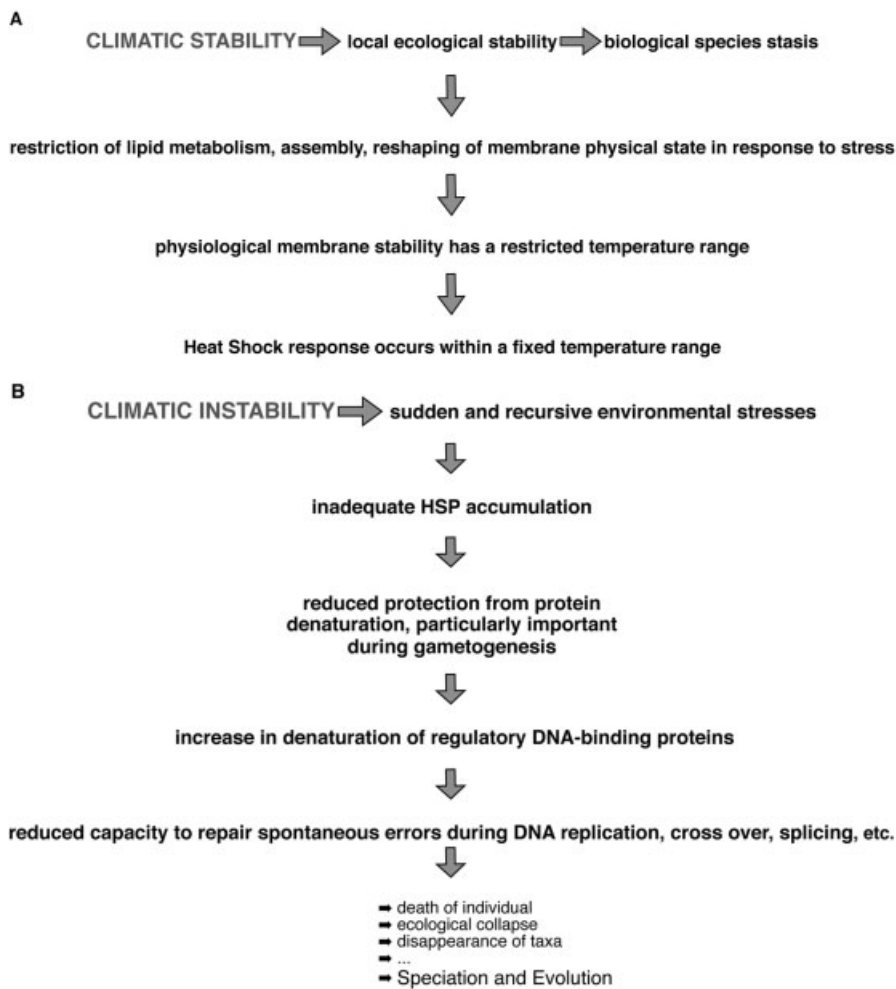 A
CLIMATIC STABILITY local ecological stability biological species stasis
restriction of lipid metabolism, assembly, reshaping of membrane physical state in response to stress
physiological membrane stability has a restricted temperature range
Heat Shock response occurs within a fixed temperature range
B
CLIMATIC INSTABILITY sudden and recursive environmental stresses
inadequate HSP accumulation
reduced protection from protein
denaturation, particularly important
during gametogenesis
increase in denaturation of regulatory DNA-binding proteins
reduced capacity to repair spontaneous errors during DNA replication, cross over, splicing, etc.
death of individual
ecological collapse
disappearance of taxa
...
Speciation and Evolution